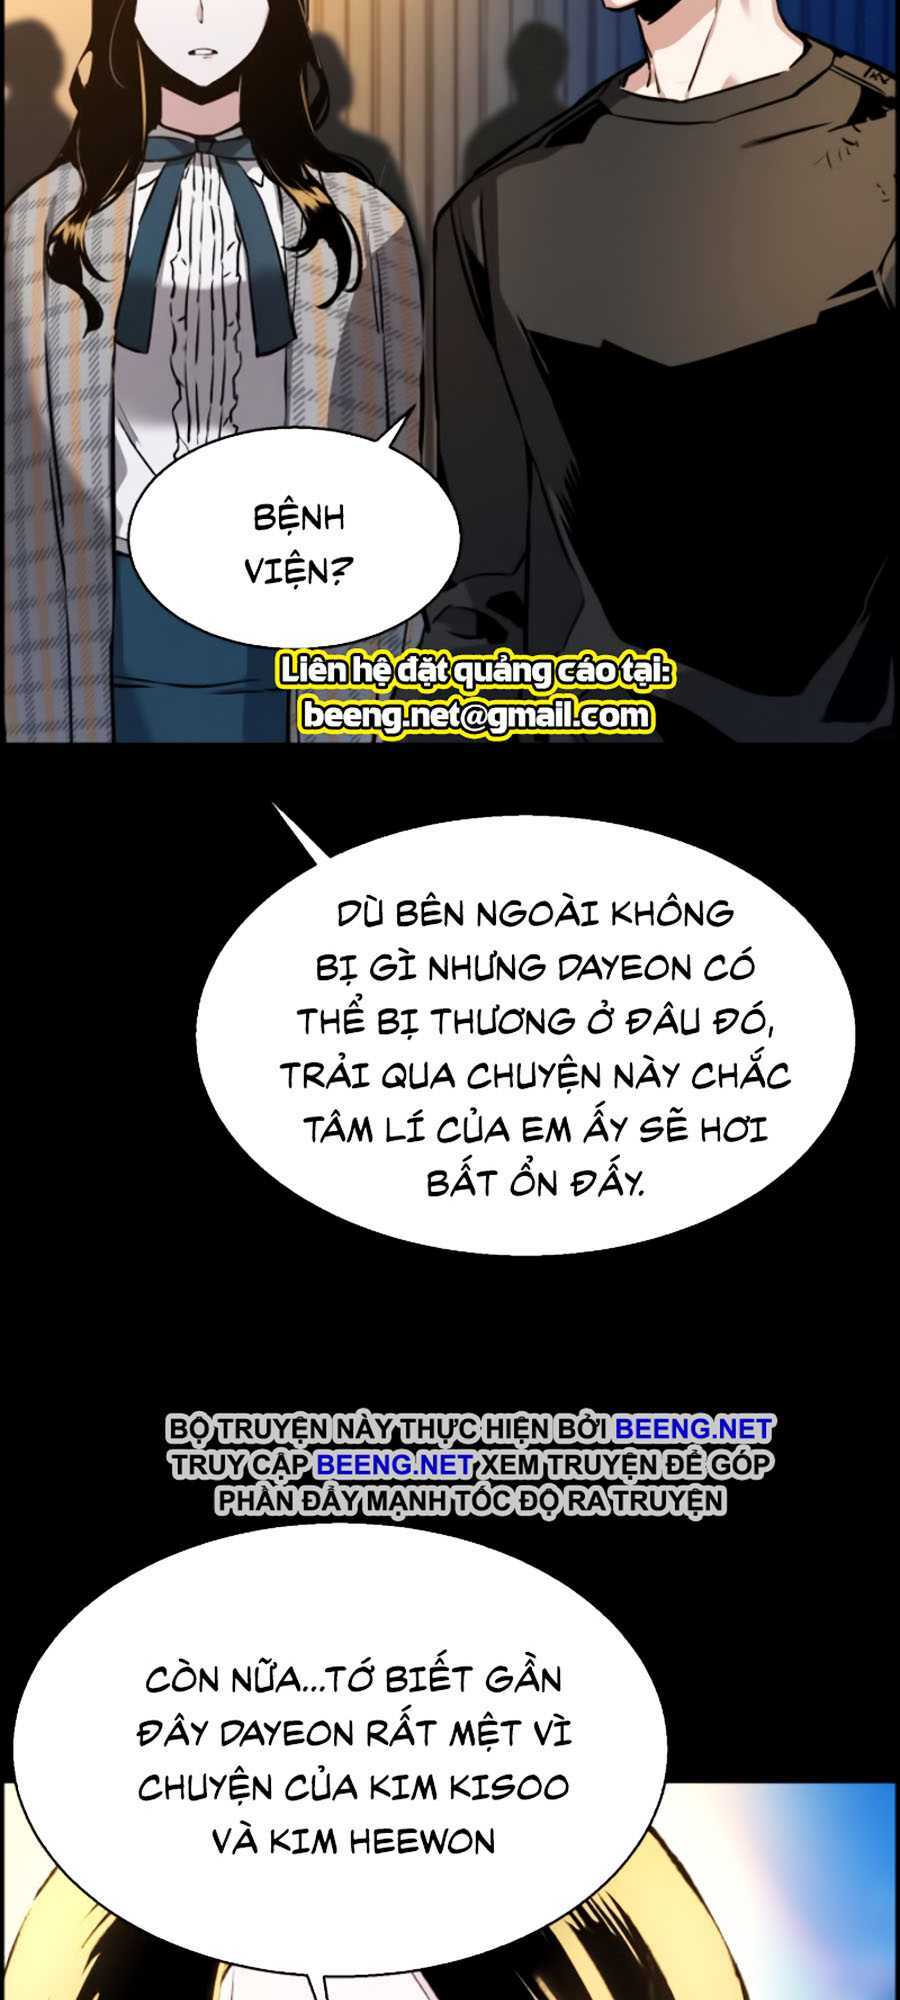 BỆNH
VIỆN?
Liên hệ đặt quảng cáo tại:
beeng.net@gmail.com
DÙ BÊN NGOÀI KHÔNG
BỊ GÌ NHƯNG DAYEON CÓ
THỂ BỊ THƯƠNG Ở ĐÂU ĐÓ,
TRẢI QUA CHUYỆN NÀY CHẮC
TÂM LÍ CỦA EM ẤY SẼ HƠI
BẤT ỔN ĐẤY.
BỘ TRUYỆN NÀY THỰC HIỆN BỞI BEENG.NET
TRUY CẬP BEENG.NET XEM TRUYỆN ĐỂ GÓP
PHẦN ĐẨY MẠNH TỐC ĐỘ RA TRUYỆN
CÒN NỮA...TỚ BIẾT GẦN
ĐÂY DAYEON RẤT MỆT VÌ
CHUYỆN CỦA KIM KISOO
VÀ KIM HEEWON